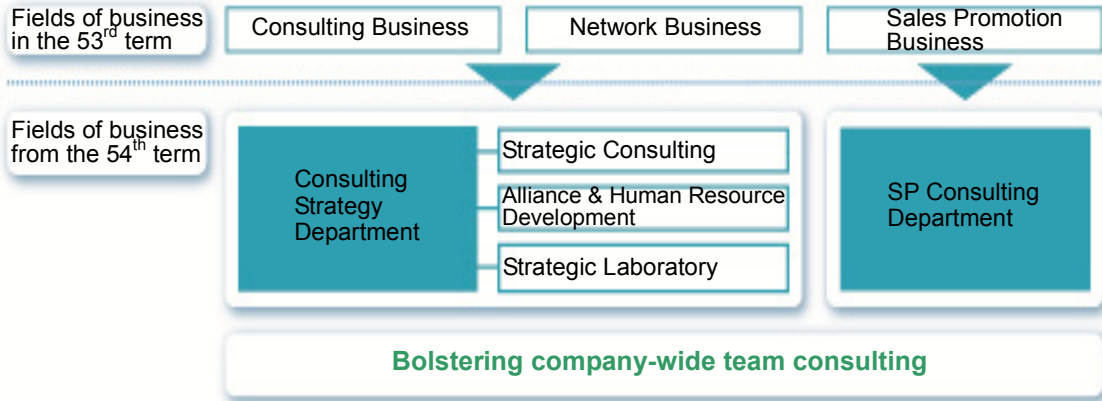 Fields of business
in the 53rd term
Consulting Business
Network Business
Sales Promotion
Business
Fields of business
from the 54th term
Consulting
Strategy
Department
Strategic Consulting
Alliance & Human Resource
Development
Strategic Laboratory
SP Consulting
Department
Bolstering company-wide team consulting